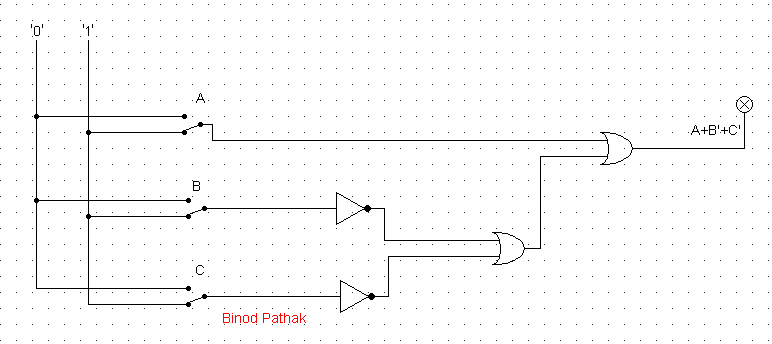 '0' '1'
A
A+B'+C'
B
C
Binod Pathak